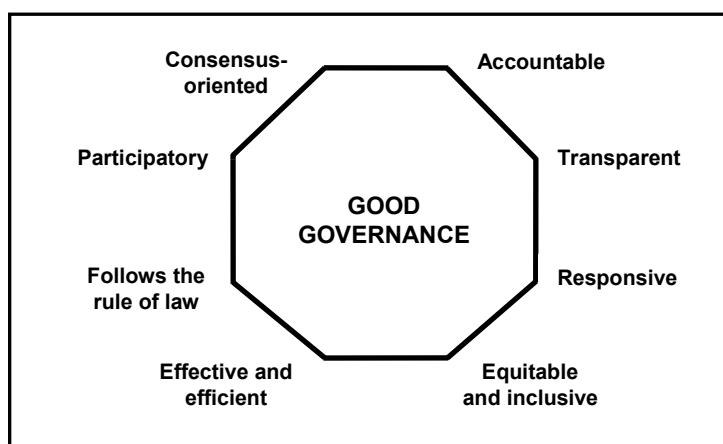 Consensus-
oriented
Accountable
Participatory
Transparent
GOOD
GOVERNANCE
Follows the
rule of law
Responsive
Effective and
efficient
Equitable
and inclusive